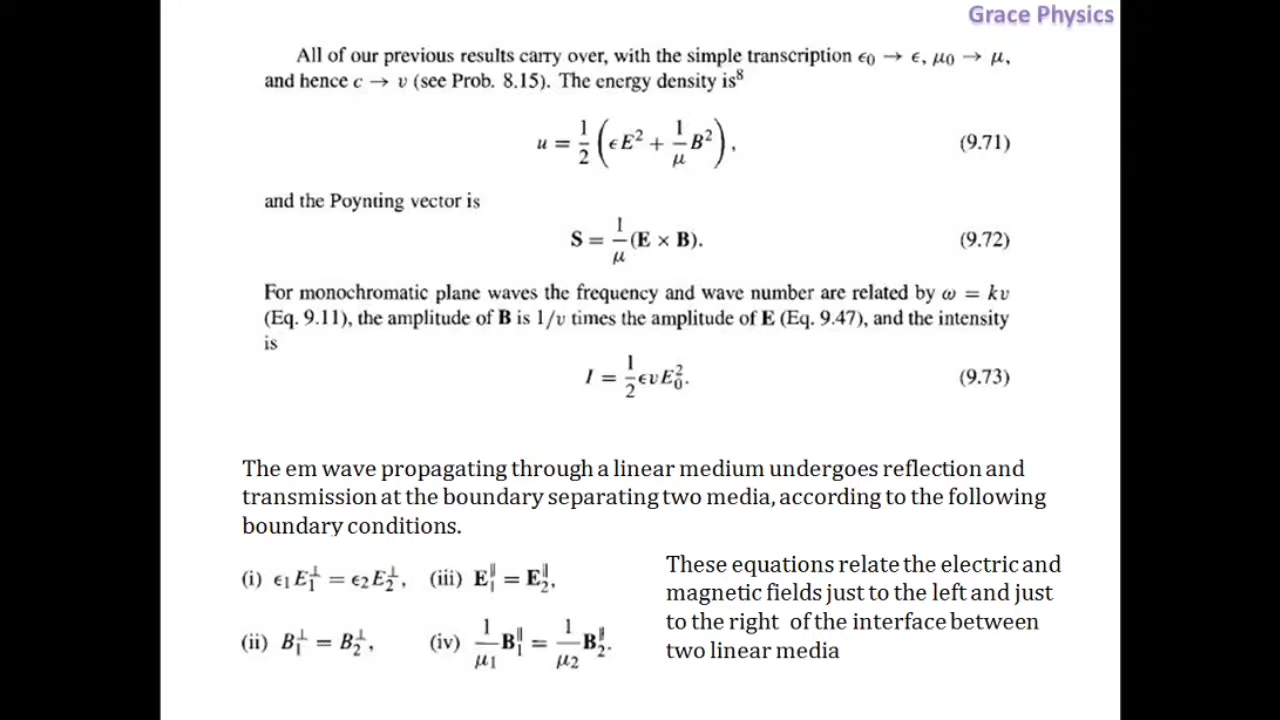 Grace Physics
All of our previous results carry over, with the simple transcription ϵ₀ → ϵ, μ₀ → μ,
and hence c → v (see Prob. 8.15). The energy density is⁸
u = 1/2 (ϵE² + 1/μ B²), (9.71)
and the Poynting vector is
S = 1/μ (E × B). (9.72)
For monochromatic plane waves the frequency and wave number are related by ω = kv
(Eq. 9.11), the amplitude of B is 1/v times the amplitude of E (Eq. 9.47), and the intensity
is
I = 1/2 ϵvE₀². (9.73)
The em wave propagating through a linear medium undergoes reflection and
transmission at the boundary separating two media, according to the following
boundary conditions.
(i) ϵ₁E₁^⊥ = ϵ₂E₂^⊥, (iii) E₁^∥ = E₂^∥,
(ii) B₁^⊥ = B₂^⊥, (iv) 1/μ₁ B₁^∥ = 1/μ₂ B₂^∥.
These equations relate the electric and
magnetic fields just to the left and just
to the right of the interface between
two linear media